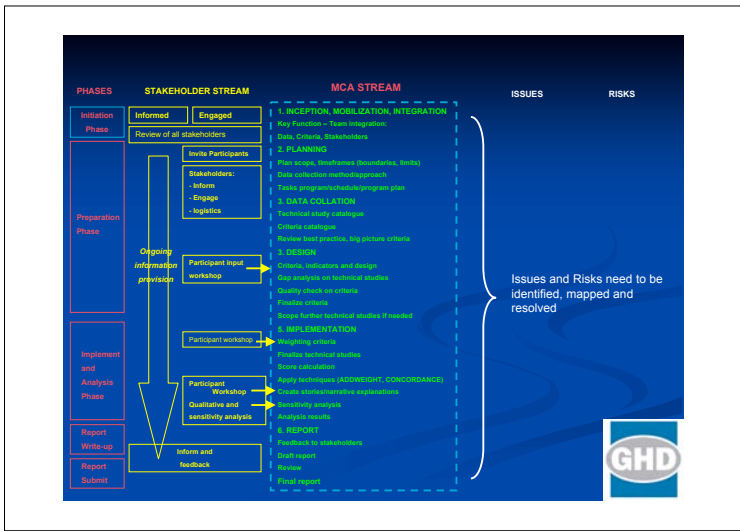 PHASES
STAKEHOLDER STREAM
MCA STREAM
ISSUES
RISKS
Initiation
Phase
Informed
Engaged
Review of all stakeholders
Invite Participants
Stakeholders:
- Inform
- Engage
- logistics
Preparation
Phase
Ongoing
information
provision
Participant input
workshop
Participant workshop
Implement
and
Analysis
Phase
Participant
Workshop
Qualitative and
sensitivity analysis
Report
Write-up
Inform and
feedback
Report
Submit
1. INCEPTION, MOBILIZATION, INTEGRATION
Key Function – Team integration:
Data, Criteria, Stakeholders
2. PLANNING
Plan scope, timeframes (boundaries, limits)
Data collection method/approach
Tasks program/schedule/program plan
3. DATA COLLATION
Technical study catalogue
Criteria catalogue
Review best practice, big picture criteria
3. DESIGN
Criteria, indicators and design
Gap analysis on technical studies
Quality check on criteria
Finalize criteria
Scope further technical studies if needed
5. IMPLEMENTATION
Weighting criteria
Finalize technical studies
Score calculation
Apply techniques (ADDWEIGHT, CONCORDANCE)
Create stories/narrative explanations
Sensitivity analysis
Analysis results
6. REPORT
Feedback to stakeholders
Draft report
Review
Final report
Issues and Risks need to be
identified, mapped and
resolved
GHD